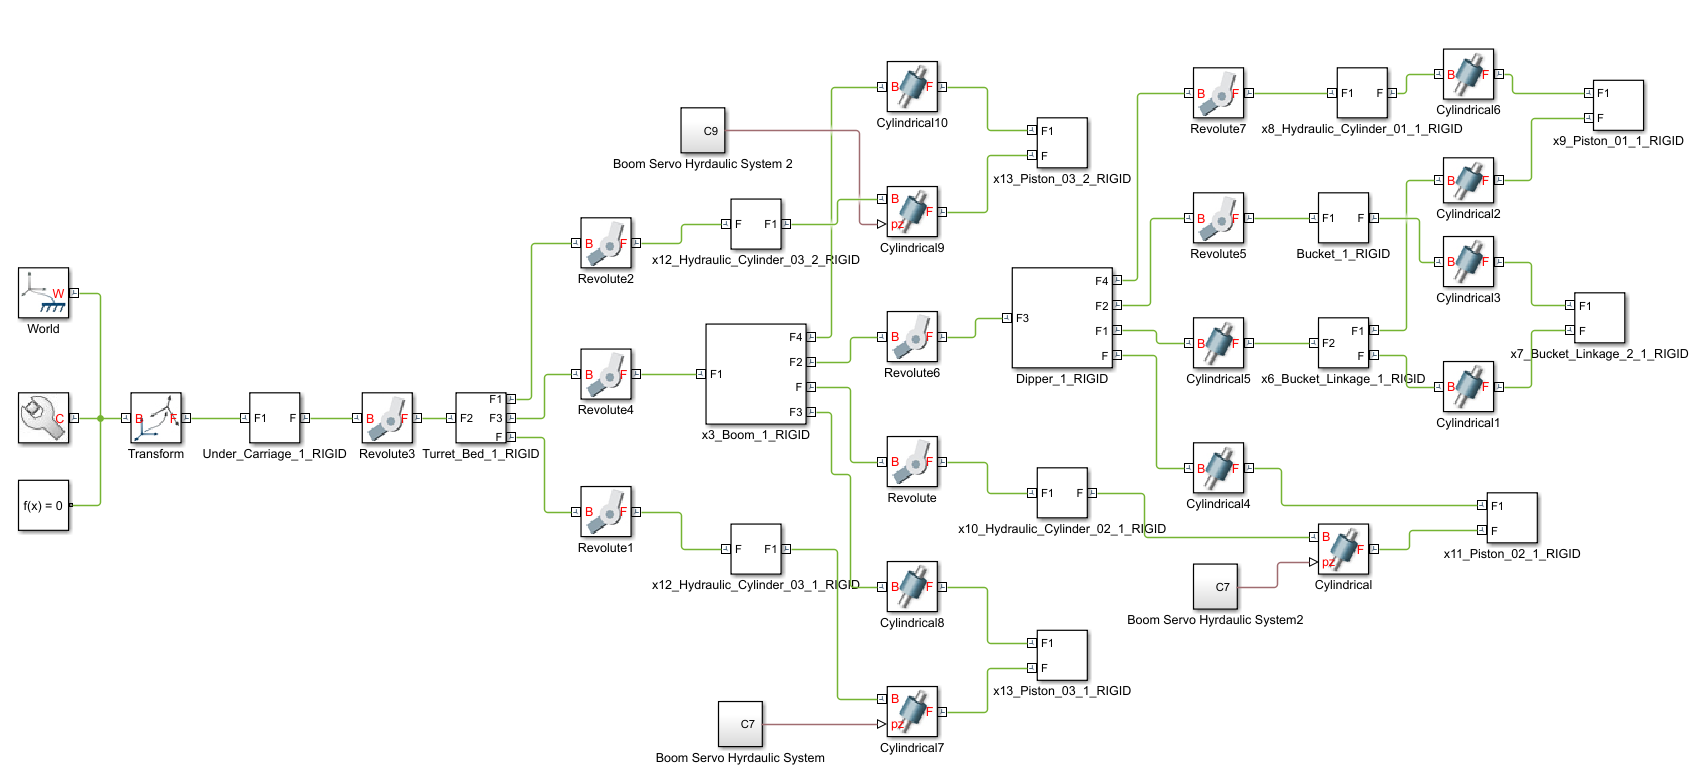 W
World
C
f(x) = 0
B
F
Transform
F1
F
Under_Carriage_1_RIGID
B
F
Revolute3
F2
F1
F3
F
Turret_Bed_1_RIGID
B
F
Revolute2
B
F
Revolute4
B
F
Revolute1
C9
Boom Servo Hyrdaulic System 2
F
F1
x12_Hydraulic_Cylinder_03_2_RIGID
F1
F4
F2
F
F3
x3_Boom_1_RIGID
F
F1
x12_Hydraulic_Cylinder_03_1_RIGID
C7
Boom Servo Hyrdaulic System
B
F
Cylindrical10
B
pz
F
Cylindrical9
B
F
Revolute6
B
F
Revolute
B
F
Cylindrical8
B
pz
F
Cylindrical7
F1
F
x13_Piston_03_2_RIGID
F3
F4
F2
F1
F
Dipper_1_RIGID
F1
F
x10_Hydraulic_Cylinder_02_1_RIGID
F1
F
x13_Piston_03_1_RIGID
B
F
Revolute7
B
F
Revolute5
B
F
Cylindrical5
B
F
Cylindrical4
C7
Boom Servo Hyrdaulic System2
F1
F
x8_Hydraulic_Cylinder_01_1_RIGID
F1
F
Bucket_1_RIGID
F2
F1
F
x6_Bucket_Linkage_1_RIGID
B
pz
F
Cylindrical
B
F
Cylindrical6
B
F
Cylindrical2
B
F
Cylindrical3
B
F
Cylindrical1
F1
F
x9_Piston_01_1_RIGID
F1
F
x7_Bucket_Linkage_2_1_RIGID
F1
F
x11_Piston_02_1_RIGID